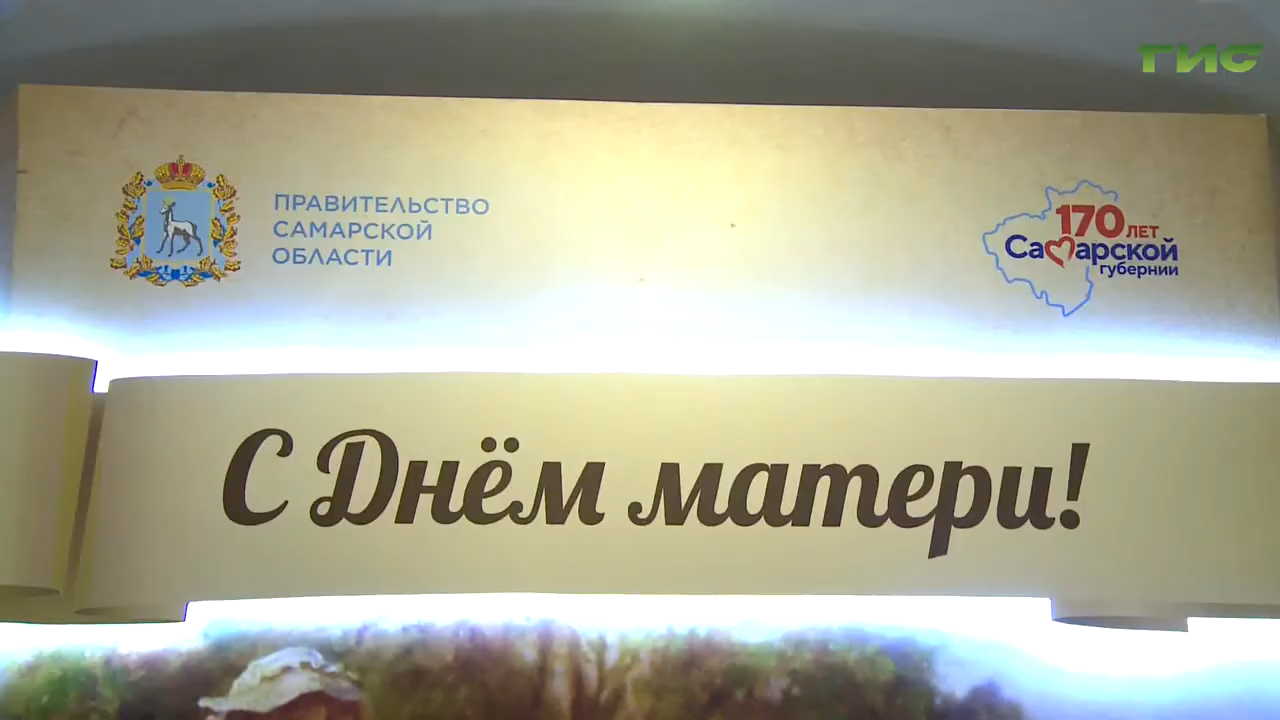 ГИС
ПРАВИТЕЛЬСТВО
САМАРСКОЙ
ОБЛАСТИ
170 ЛЕТ
Самарской
губернии
С Днём матери!